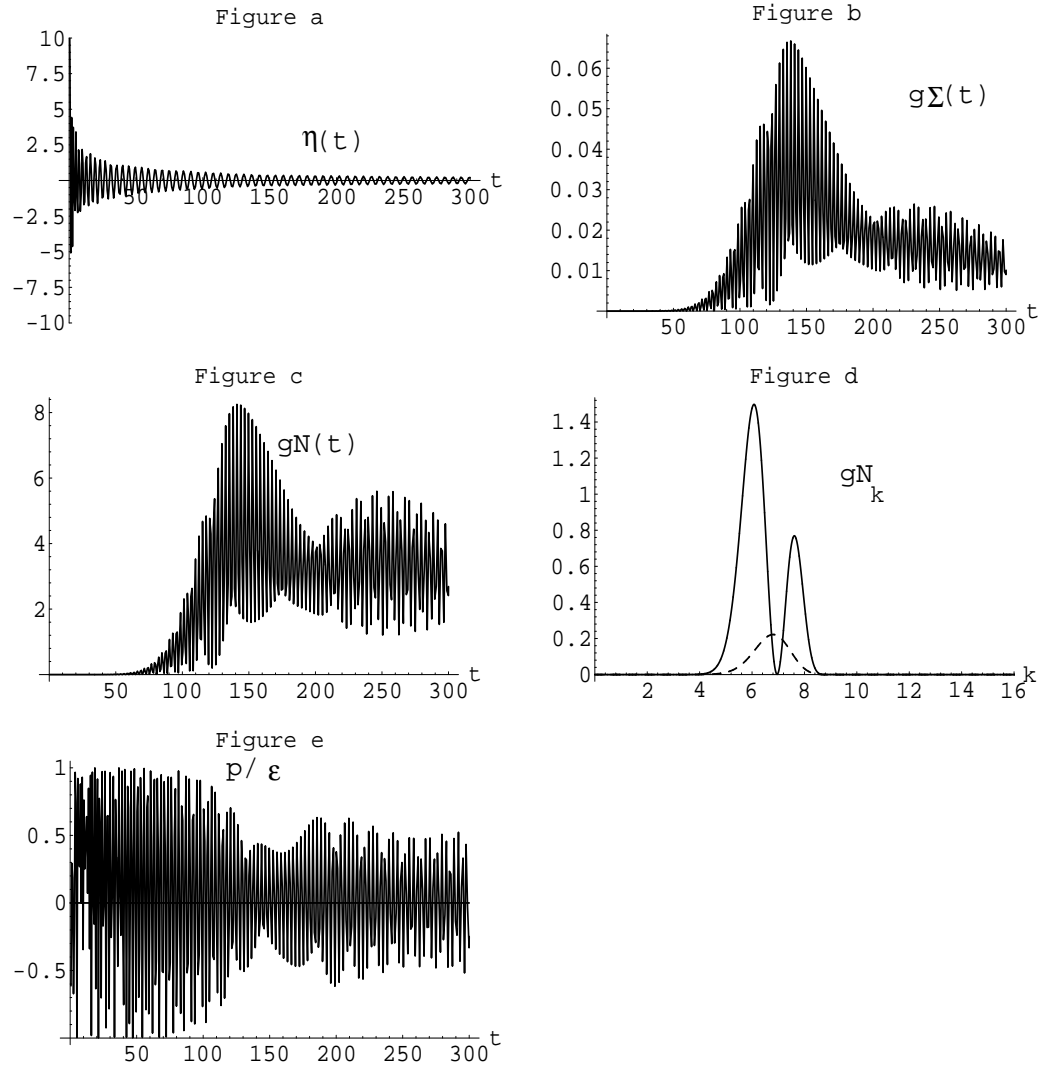 Figure a
10
7.5
5
2.5
-2.5
-5
-7.5
-10
η(t)
50 100 150 200 250 300 t
Figure b
0.06
0.05
0.04
0.03
0.02
0.01
gΣ(t)
50 100 150 200 250 300 t
Figure c
8
6
4
2
gN(t)
50 100 150 200 250 300 t
Figure d
1.4
1.2
1
0.8
0.6
0.4
0.2
0
gN
k
2 4 6 8 10 12 14 16 k
Figure e
p/ ε
1
0.5
0
-0.5
50 100 150 200 250 300 t